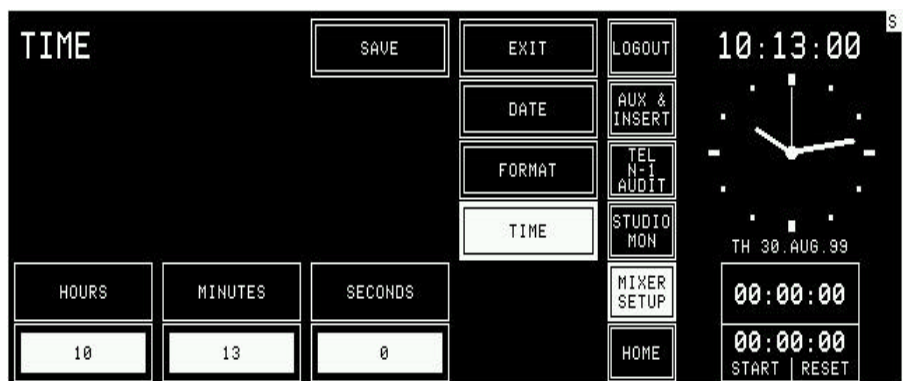 TIME
SAVE
EXIT
LOGOUT
10:13:00
S
DATE
AUX &
INSERT
FORMAT
TEL
N-1
AUDIT
TIME
STUDIO
MON
TH 30.AUG.99
HOURS
MINUTES
SECONDS
MIXER
SETUP
00:00:00
10
13
0
HOME
00:00:00
START
RESET